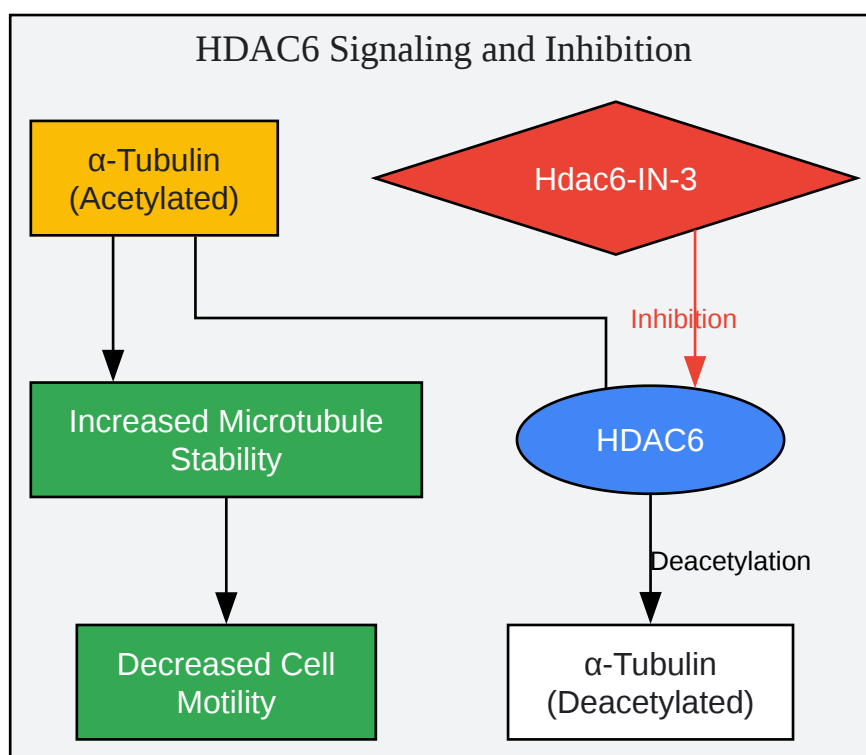 HDAC6 Signaling and Inhibition
α-Tubulin
(Acetylated)
Hdac6-IN-3
Inhibition
Increased Microtubule
Stability
HDAC6
Deacetylation
Decreased Cell
Motility
α-Tubulin
(Deacetylated)